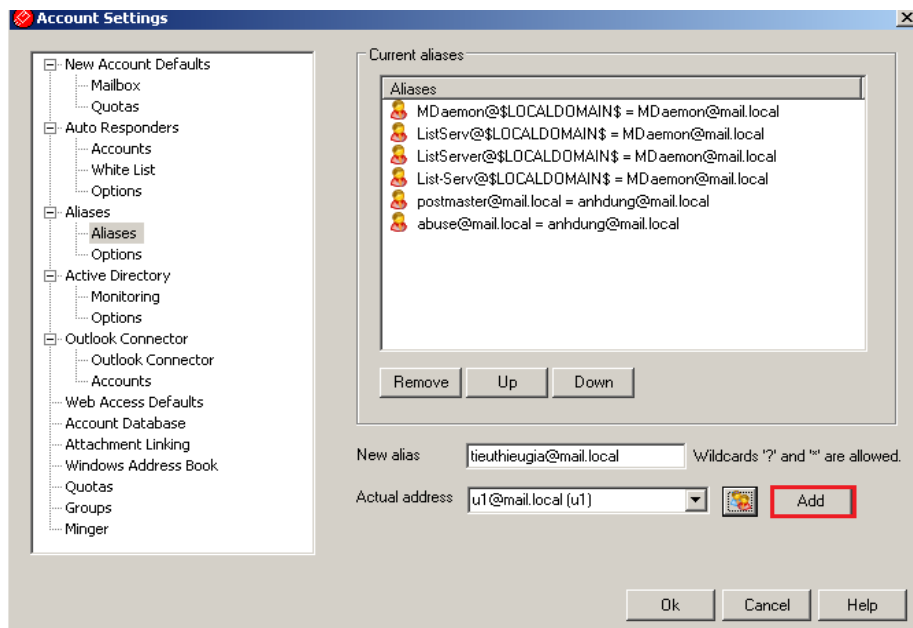 Account Settings
New Account Defaults
Mailbox
Quotas
Auto Responders
Accounts
White List
Options
Aliases
Aliases
Options
Active Directory
Monitoring
Options
Outlook Connector
Outlook Connector
Accounts
Web Access Defaults
Account Database
Attachment Linking
Windows Address Book
Quotas
Groups
Minger
Current aliases
Aliases
MDaemon@$LOCALDOMAIN$ = MDaemon@mail.local
ListServ@$LOCALDOMAIN$ = MDaemon@mail.local
ListServer@$LOCALDOMAIN$ = MDaemon@mail.local
List-Serv@$LOCALDOMAIN$ = MDaemon@mail.local
postmaster@mail.local = anhdung@mail.local
abuse@mail.local = anhdung@mail.local
Remove Up Down
New alias tieuthieugia@mail.local Wildcards '?' and '*' are allowed.
Actual address u1@mail.local (u1) Add
Ok Cancel Help